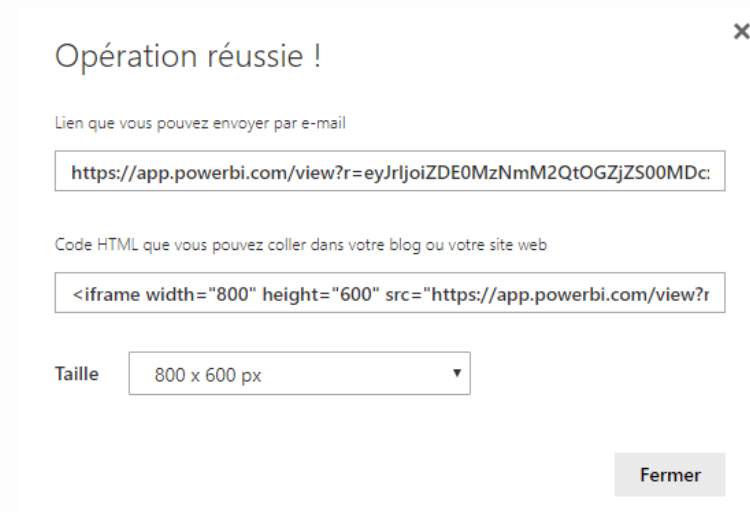 Opération réussie !
Lien que vous pouvez envoyer par e-mail
https://app.powerbi.com/view?r=eyJrIjoiZDE0MzNmM2QtOGZjZS00MDc:
Code HTML que vous pouvez coller dans votre blog ou votre site web
<iframe width="800" height="600" src="https://app.powerbi.com/view?r
Taille 800 x 600 px
Fermer